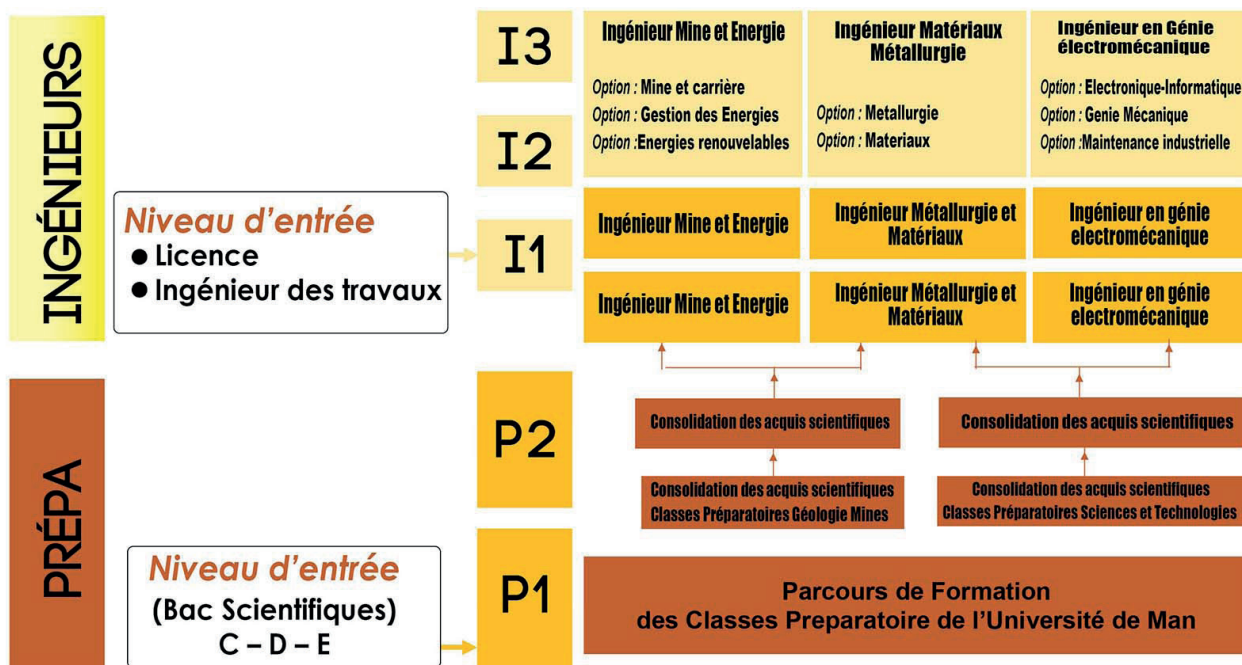 INGÉNIEURS
I3
Ingénieur Mine et Energie
Option : Mine et carrière
Option : Gestion des Energies
Option :Energies renouvelables
Ingénieur Matériaux
Métallurgie
Option : Metallurgie
Option : Materiaux
Ingénieur en Génie
électromécanique
Option : Electronique-Informatique
Option : Genie Mécanique
Option :Maintenance industrielle
I2
Niveau d'entrée
● Licence
● Ingénieur des travaux
I1
Ingénieur Mine et Energie
Ingénieur Métallurgie et
Matériaux
Ingénieur en génie
electromécanique
Ingénieur Mine et Energie
Ingénieur Métallurgie et
Matériaux
Ingénieur en génie
electromécanique
PRÉPA
P2
Consolidation des acquis scientifiques
Consolidation des acquis scientifiques
Consolidation des acquis scientifiques
Classes Préparatoires Géologie Mines
Consolidation des acquis scientifiques
Classes Préparatoires Sciences et Technologies
Niveau d'entrée
(Bac Scientifiques)
C – D – E
P1
Parcours de Formation
des Classes Preparatoire de l'Université de Man